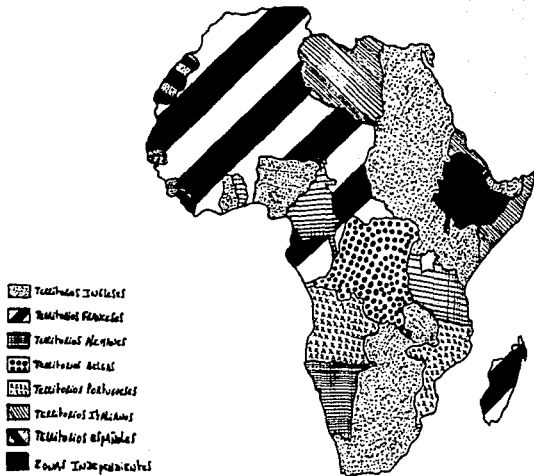 Territorios Ingleses
Territorios Franceses
Territorios Alemanes
Territorios Belgas
Territorios Portugueses
Territorios Italianos
Territorios Españoles
Zonas Independientes